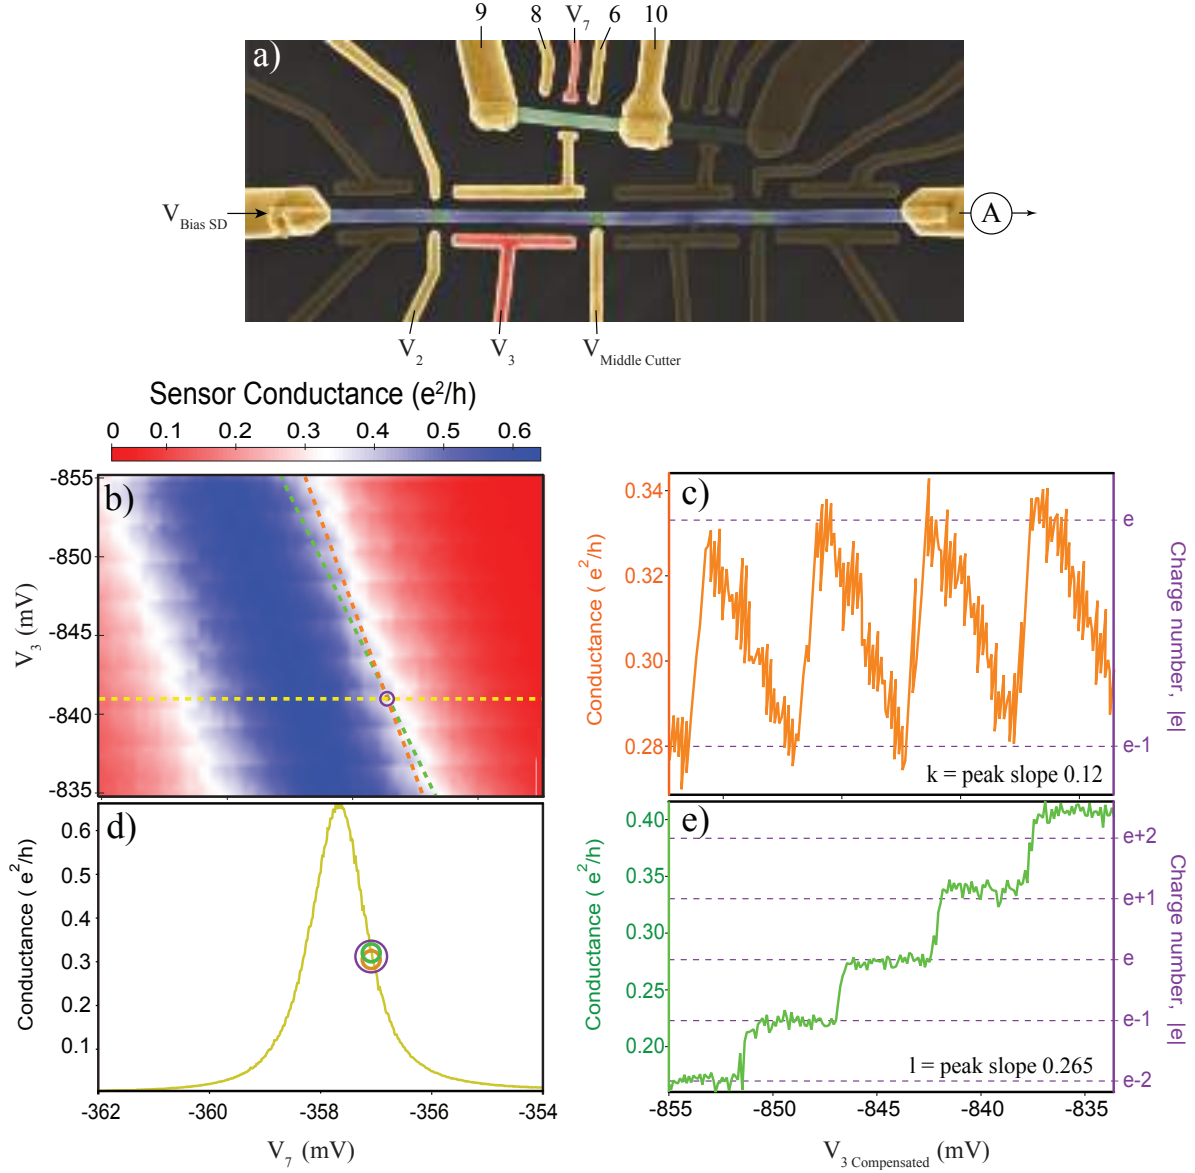 9 8 V7 6 10
a)
VBias SD
A
V2 V3 VMiddle Cutter
Sensor Conductance (e²/h)
0 0.1 0.2 0.3 0.4 0.5 0.6
b)
V3 (mV)
-855
-850
-845
-840
-835
c)
Conductance ( e²/h)
0.34
0.32
0.30
0.28
e
e-1
Charge number, |e|
k = peak slope 0.12
d)
Conductance ( e²/h)
0.6
0.5
0.4
0.3
0.2
0.1
-362 -360 -357 -356 -354
V7 (mV)
e)
Conductance ( e²/h)
0.40
0.35
0.30
0.25
0.20
e+2
e+1
e
e-1
e-2
Charge number, |e|
l = peak slope 0.265
-855 -850 -845 -840 -835
V3 Compensated (mV)